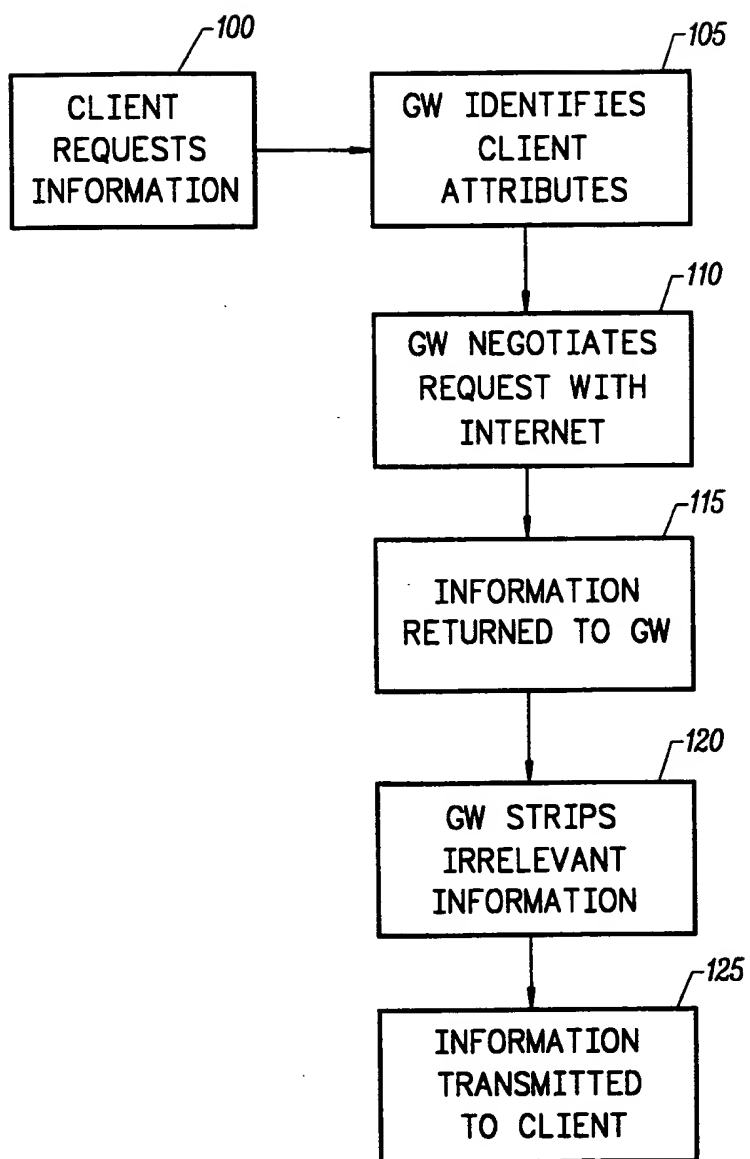 100
CLIENT
REQUESTS
INFORMATION
105
GW IDENTIFIES
CLIENT
ATTRIBUTES
110
GW NEGOTIATES
REQUEST WITH
INTERNET
115
INFORMATION
RETURNED TO GW
120
GW STRIPS
IRRELEVANT
INFORMATION
125
INFORMATION
TRANSMITTED
TO CLIENT